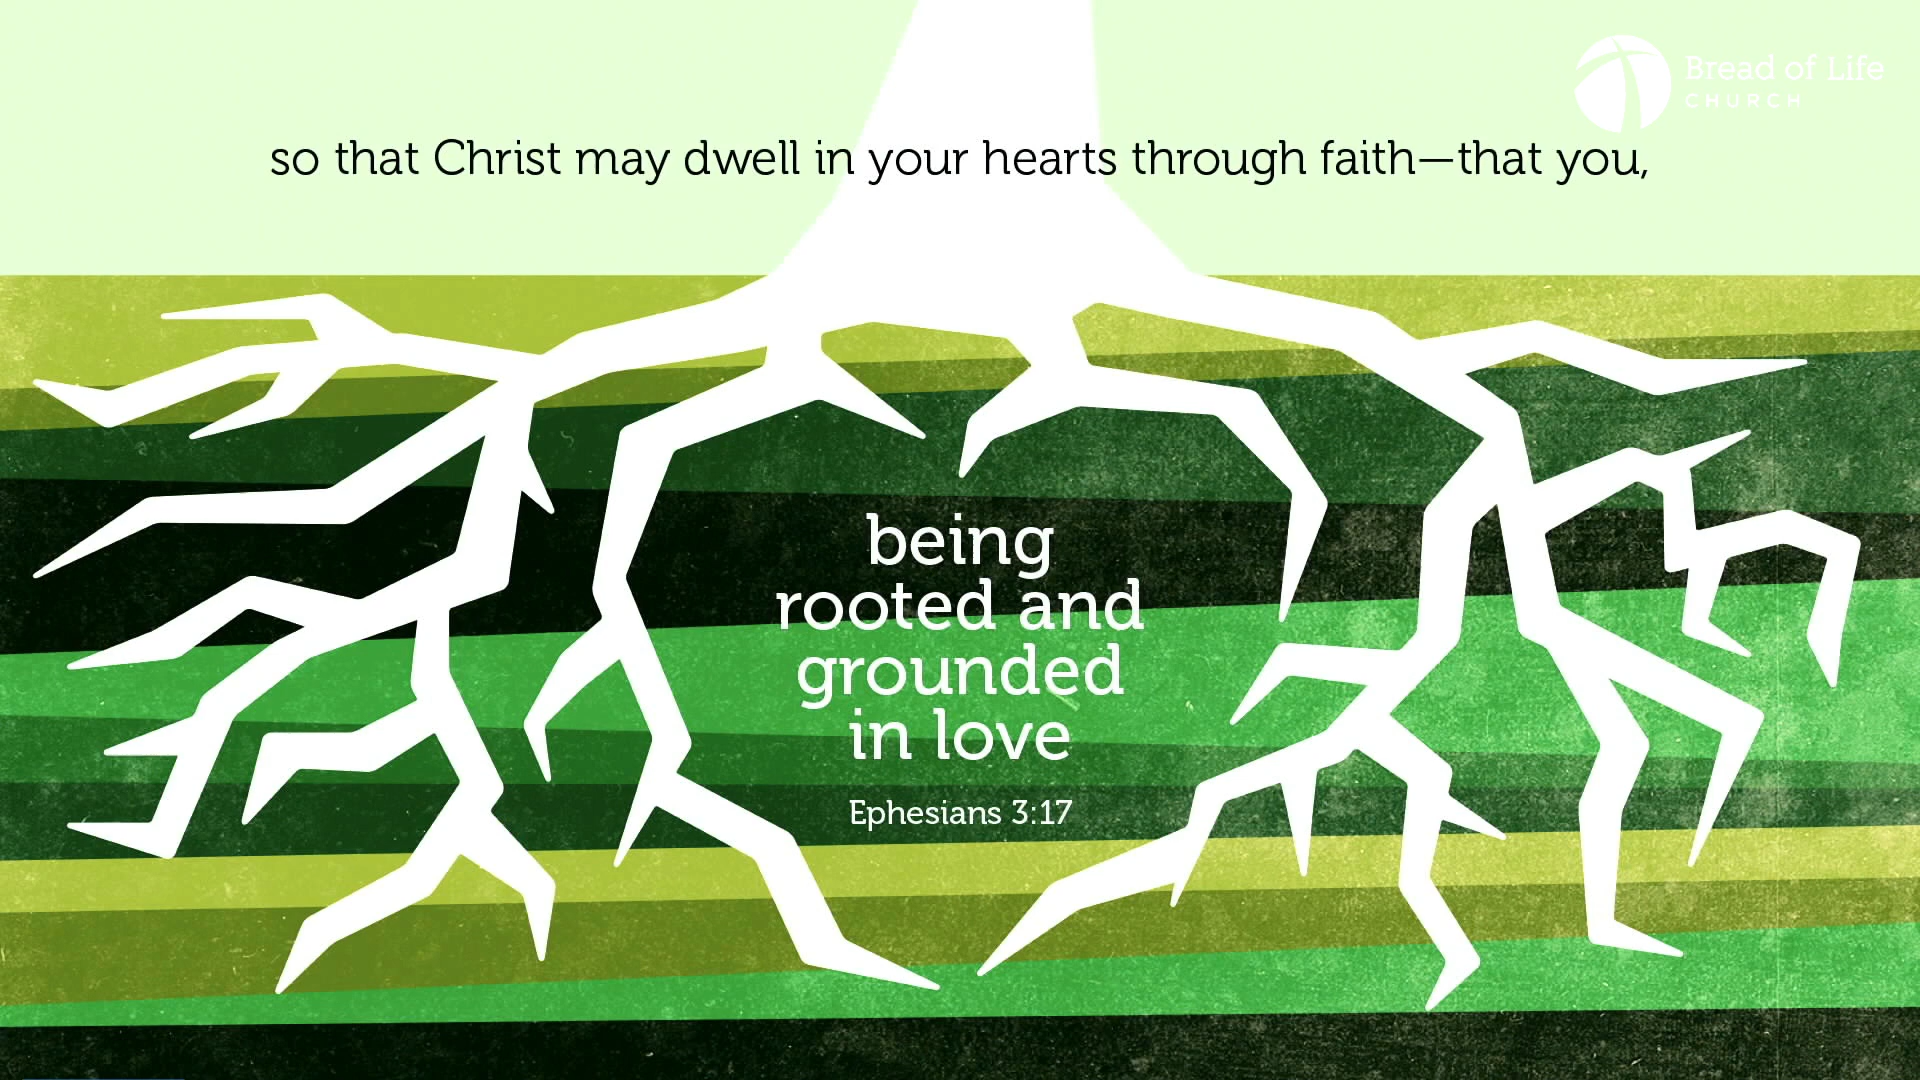 Bread of Life
CHURCH
so that Christ may dwell in your hearts through faith—that you,
being
rooted and
grounded
in love
Ephesians 3:17